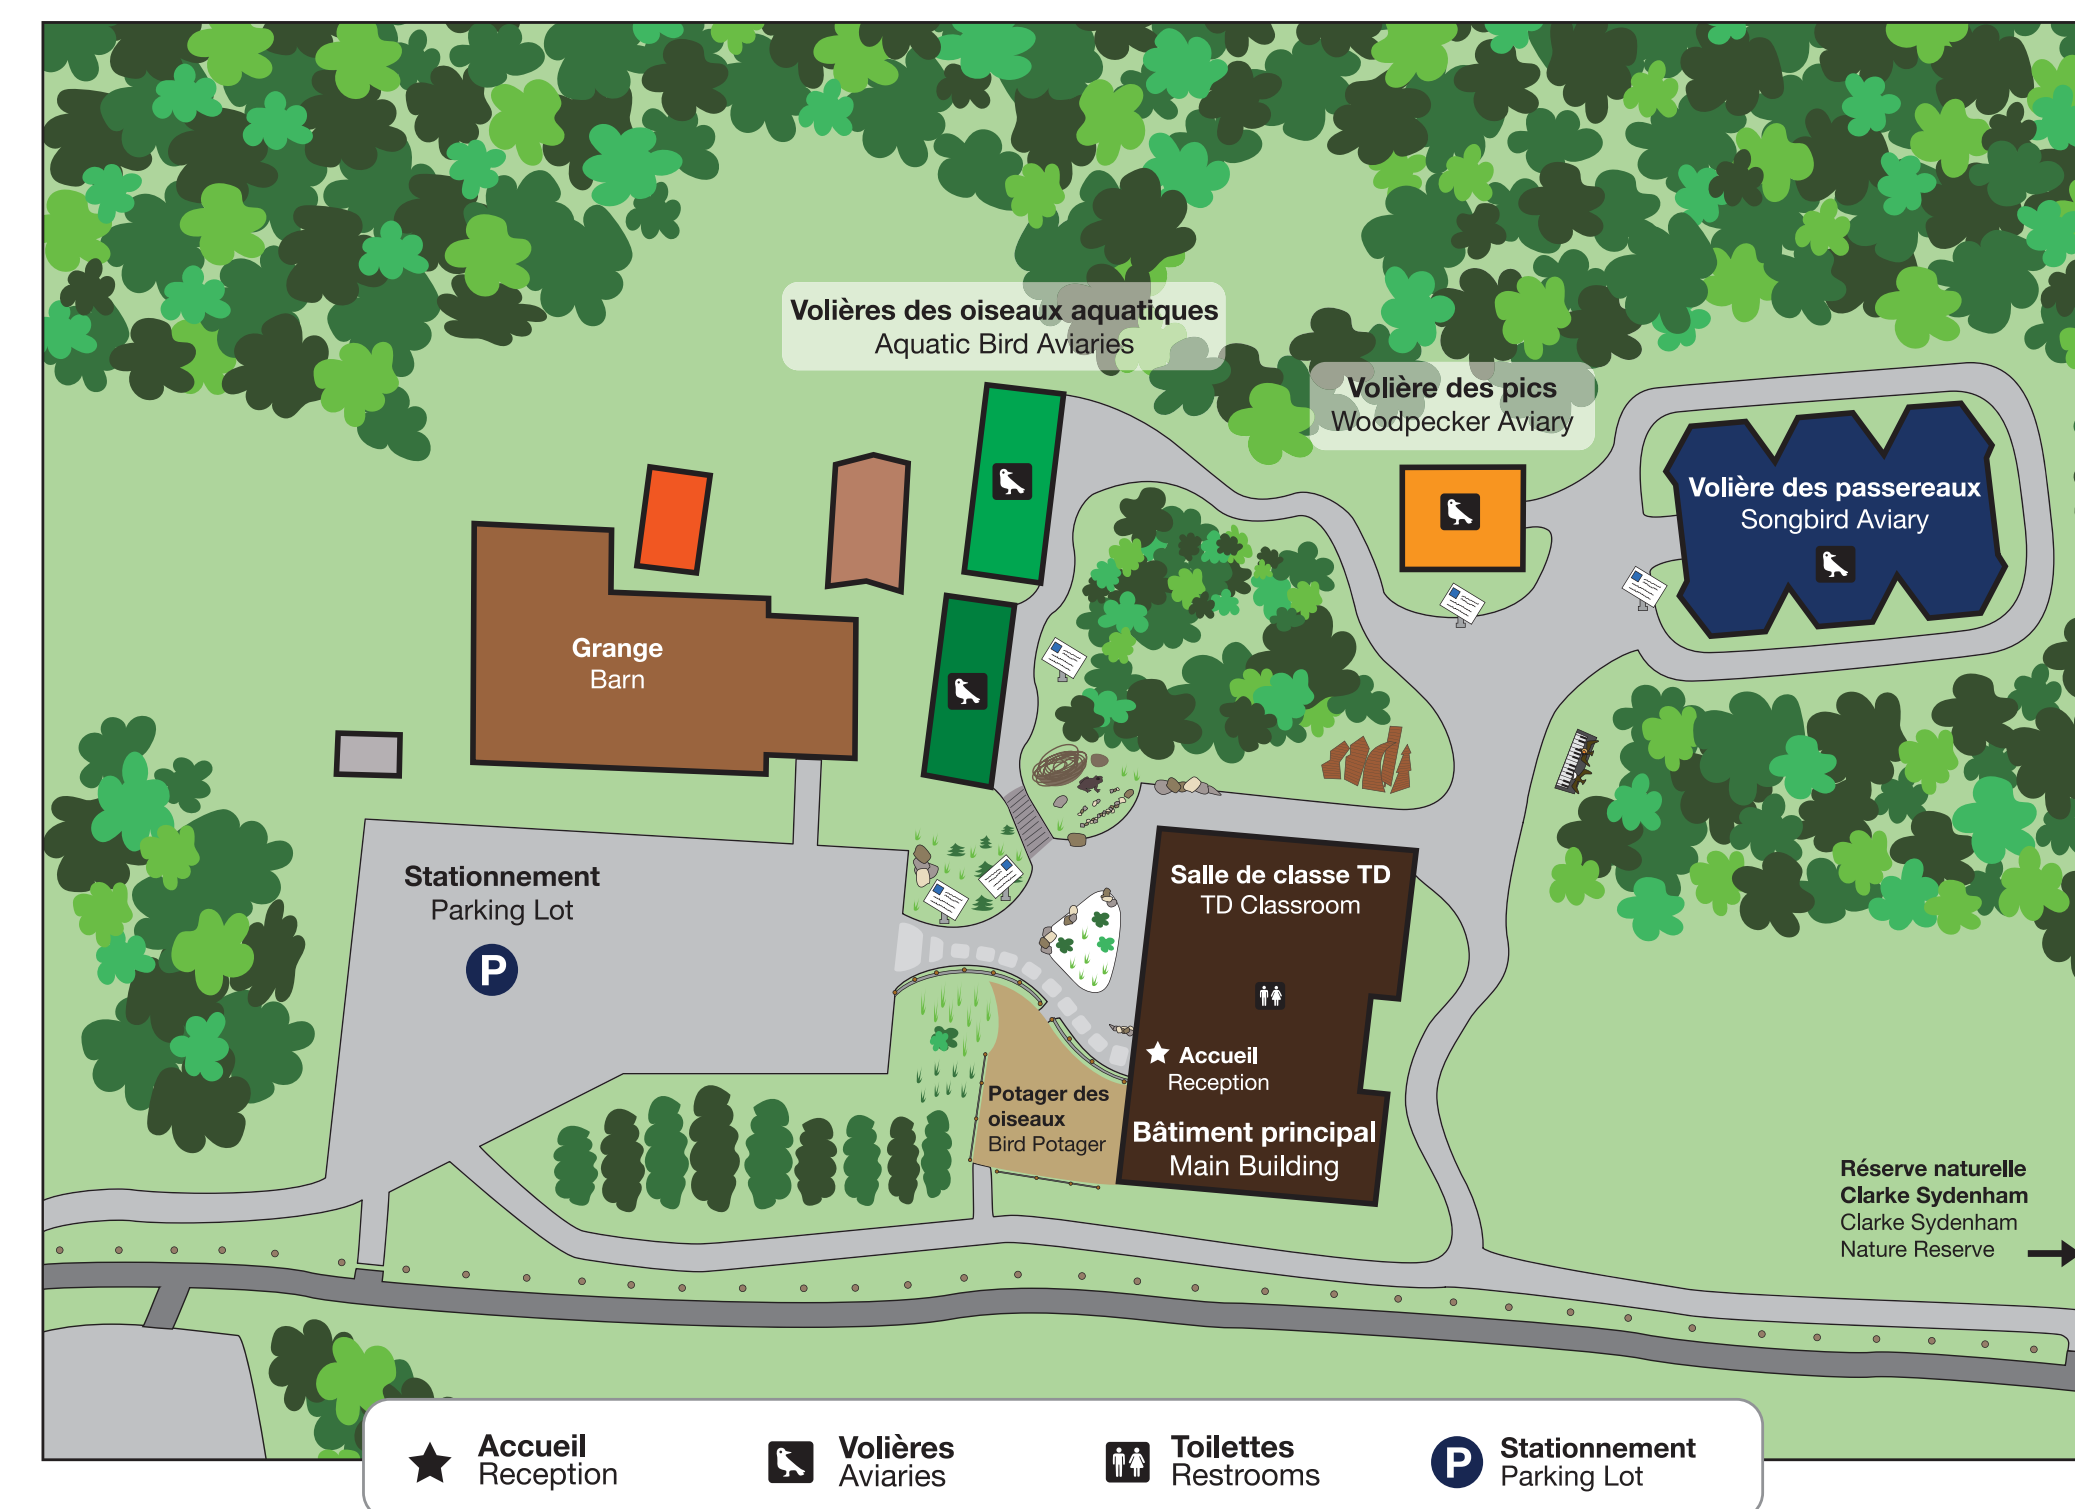 Volières des oiseaux aquatiques
Aquatic Bird Aviaries
Volière des pics
Woodpecker Aviary
Volière des passereaux
Songbird Aviary
Grange
Barn
Stationnement
Parking Lot
P
Salle de classe TD
TD Classroom
Accueil
Reception
Potager des
oiseaux
Bird Potager
Bâtiment principal
Main Building
Réserve naturelle
Clarke Sydenham
Clarke Sydenham
Nature Reserve
Accueil
Reception
Volières
Aviaries
Toilettes
Restrooms
P
Stationnement
Parking Lot